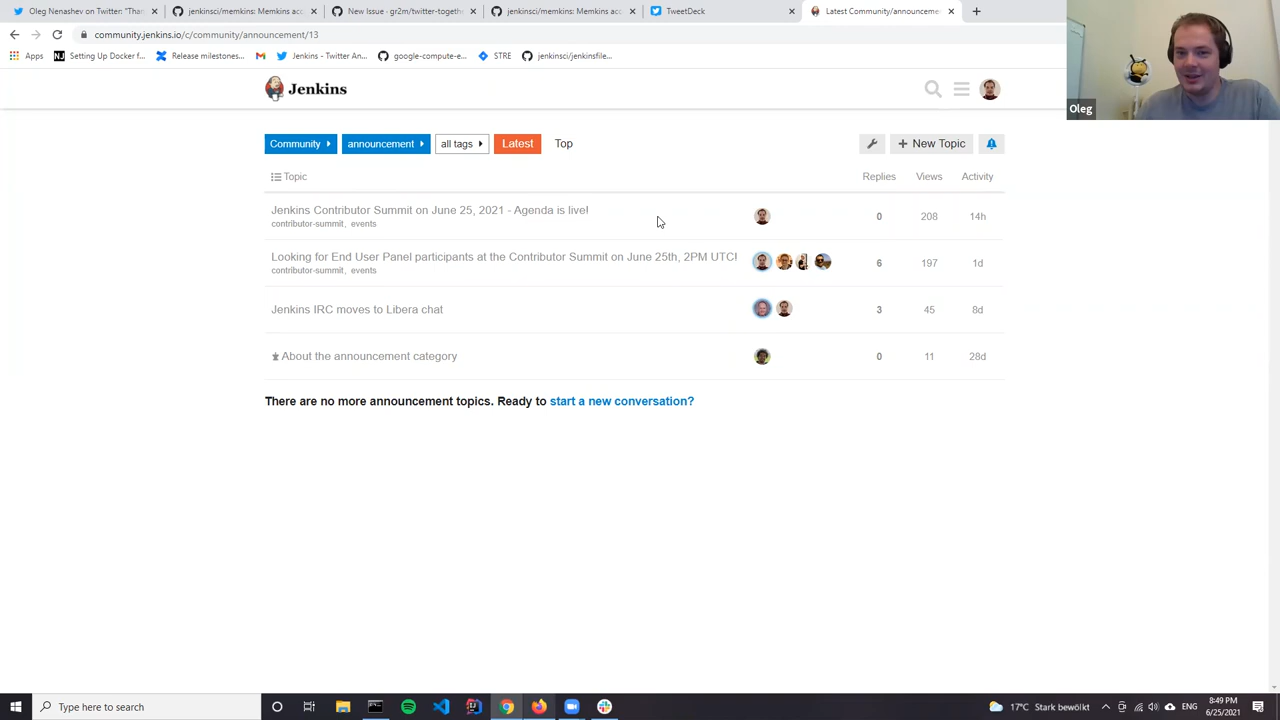 Oleg Nenashev on Twitter: "Than
jenkinsci/memkins: Memkins acc
New Issue · gr2m/twitter-togeth
jenkinsci/memkins: Memkins acc
TweetDeck
Latest Community/announceme
community.jenkins.io/c/community/announcement/13
Apps
Setting Up Docker f...
Release milestones...
Jenkins - Twitter An...
google-compute-e...
STRE
jenkinsci/jenkinsfile...
Jenkins
Oleg
Community
announcement
all tags
Latest
Top
+ New Topic
Topic
Replies
Views
Activity
Jenkins Contributor Summit on June 25, 2021 - Agenda is live!
contributor-summit, events
0
208
14h
Looking for End User Panel participants at the Contributor Summit on June 25th, 2PM UTC!
contributor-summit, events
6
197
1d
Jenkins IRC moves to Libera chat
3
45
8d
About the announcement category
0
11
28d
There are no more announcement topics. Ready to start a new conversation?
Type here to search
17°C Stark bewölkt
ENG
8:49 PM
6/25/2021